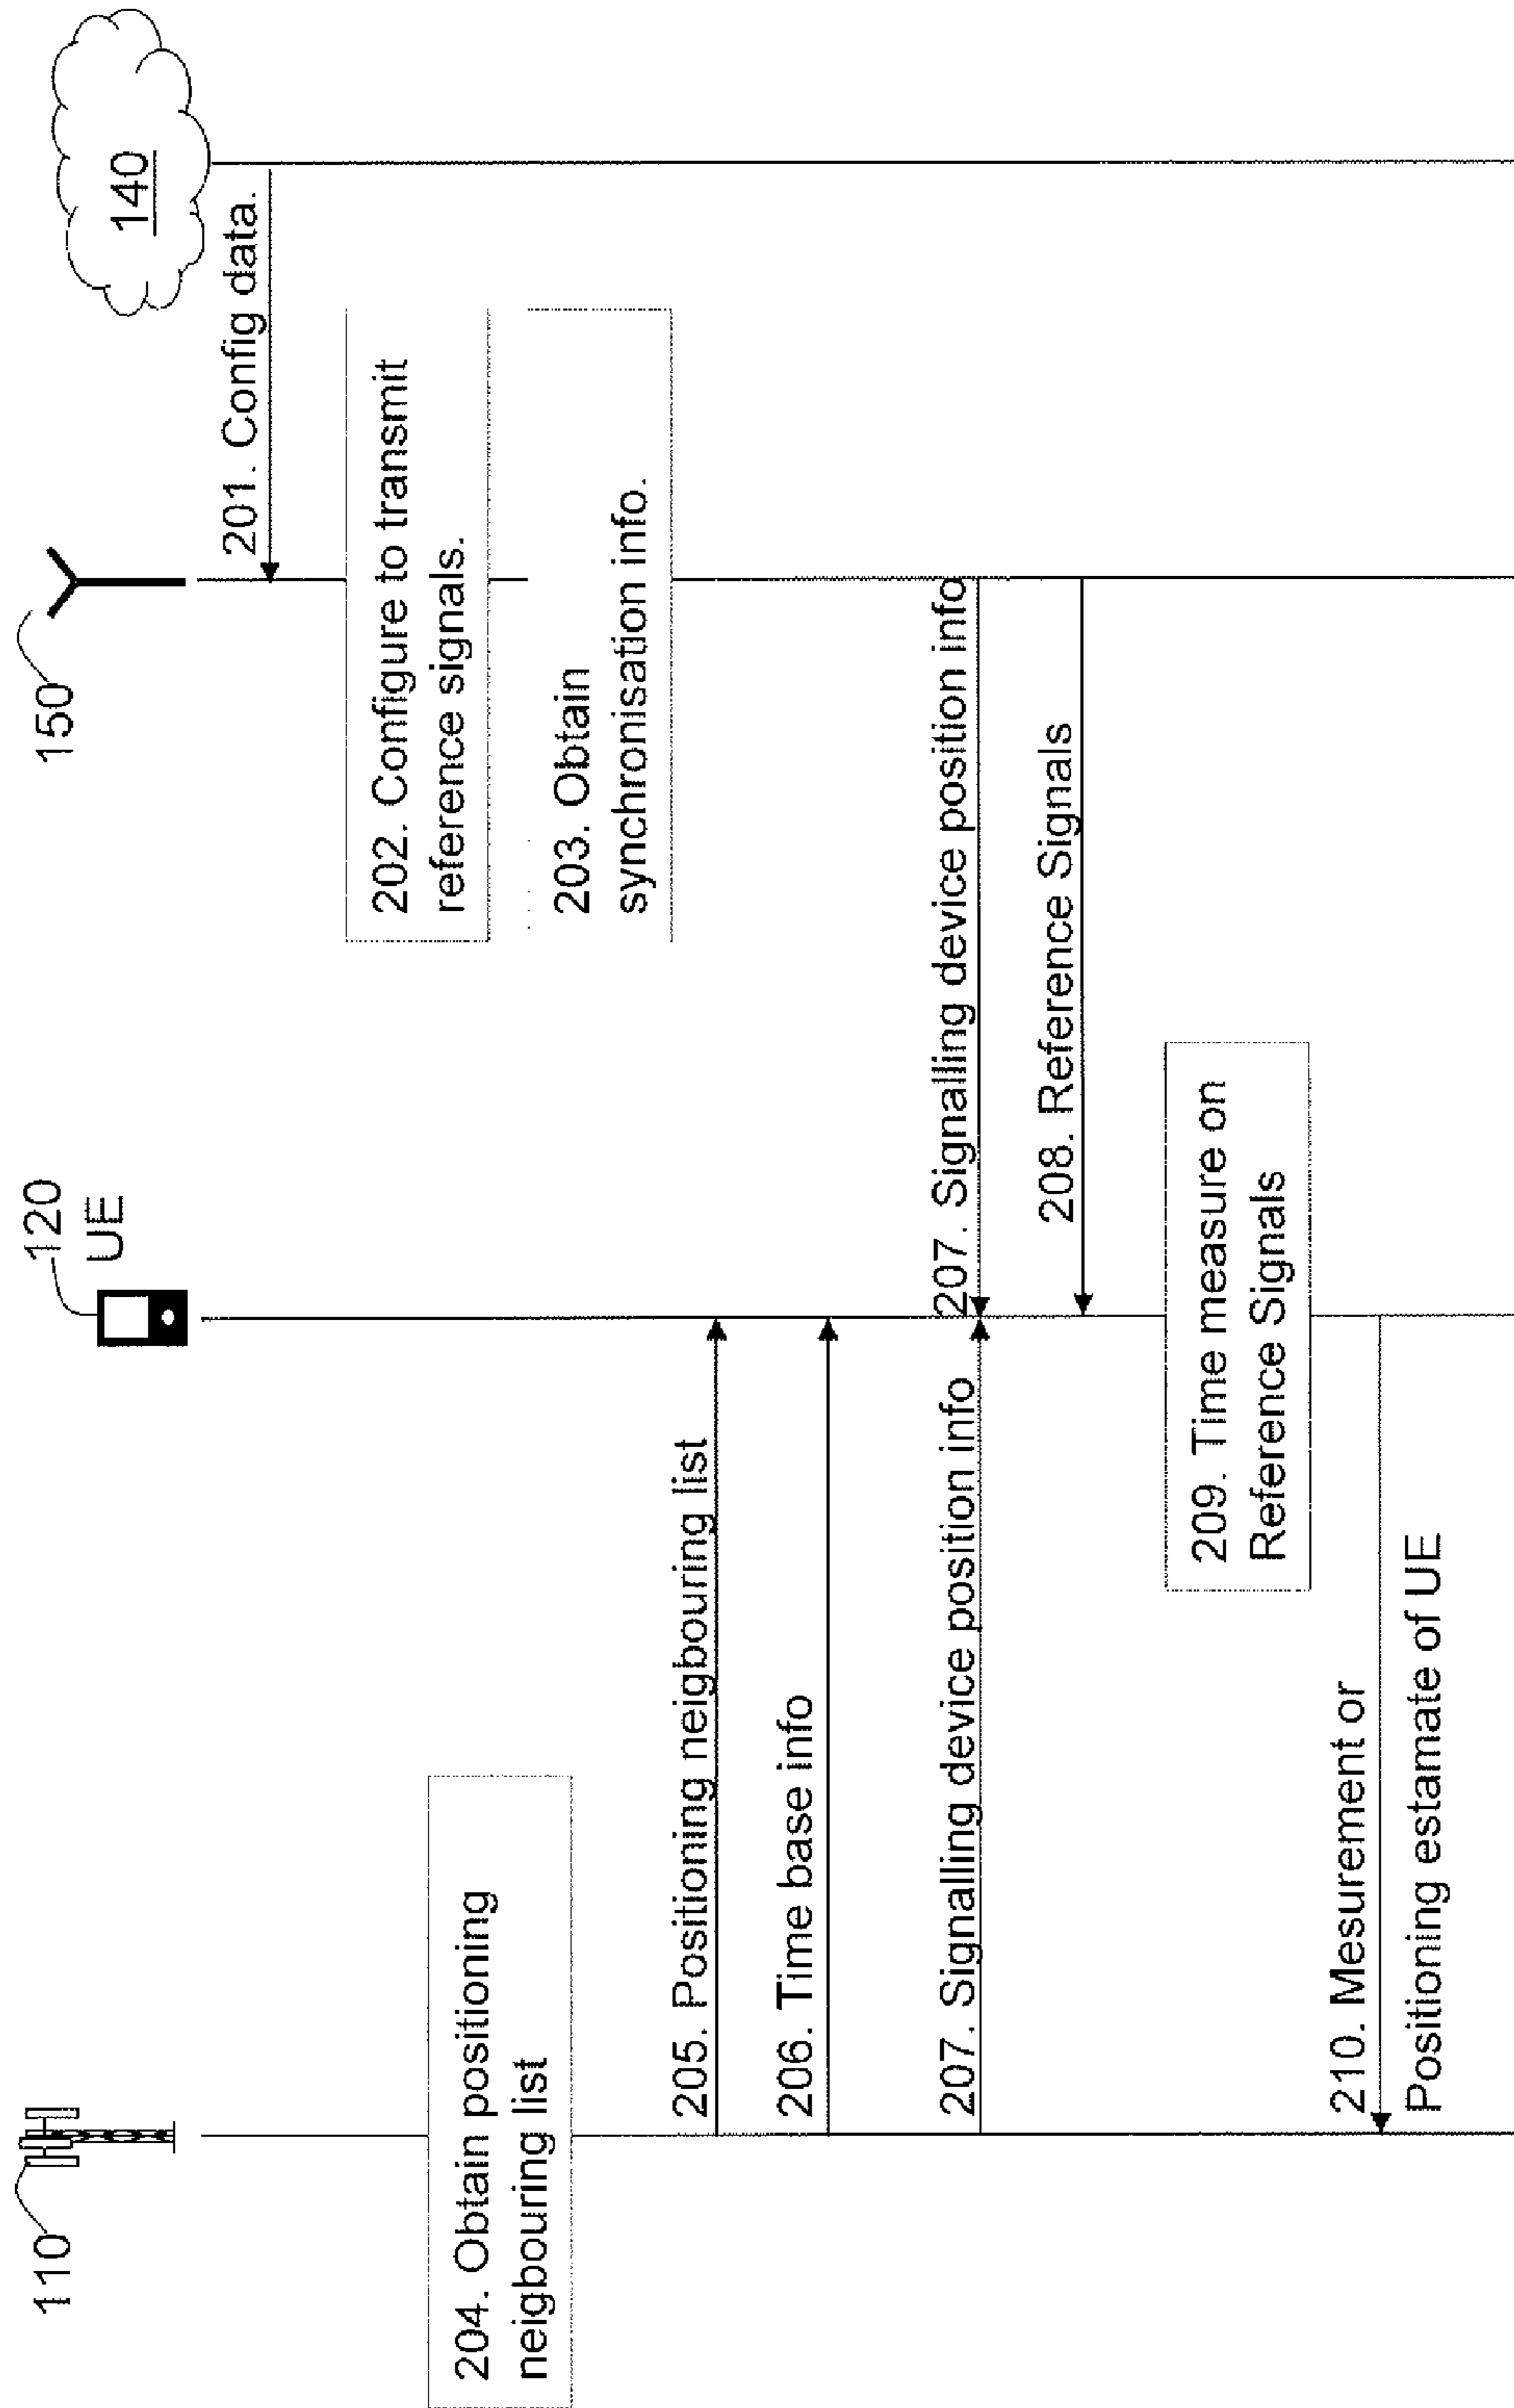 110
120
UE
150
140
201. Config data.
202. Configure to transmit
reference signals.
203. Obtain
synchronisation info.
204. Obtain positioning
neigbouring list
205. Positioning neigbouring list
206. Time base info
207. Signalling device position info
207. Signalling device position info
208. Reference Signals
209. Time measure on
Reference Signals
210. Mesurement or
Positioning estamate of UE